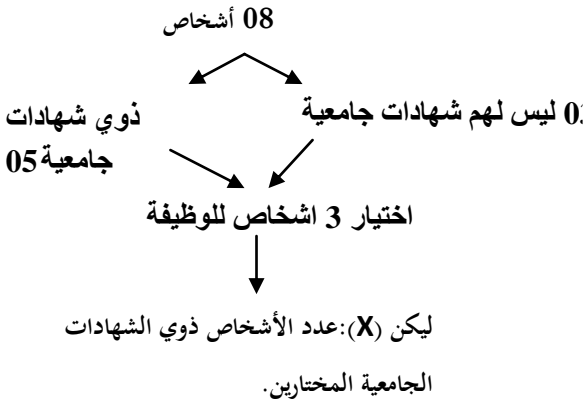 08 أشخاص
ذوي شهادات
جامعية 05
ليس لهم شهادات جامعية
اختيار 3 اشخاص للوظيفة
ليكن (X):عدد الأشخاص ذوي الشهادات
الجامعية المختارين.